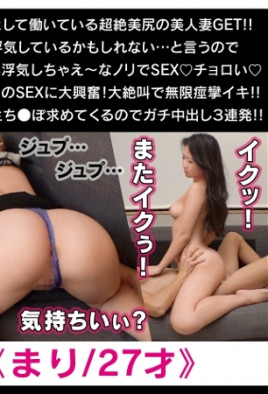 して働いている超絶美尻の美人妻GET!!
浮気しているかもしれない…と言うので
浮気しちゃえ〜なノリでSEX♡チョロい♡
のSEXに大興奮!大絶叫で無限痙攣イキ!!
ち●ぽ求めてくるのでガチ中出し3連発!!
ジュプ…
ジュプ…
イクッ!
またイクぅ!
気持ちいぃ?
《まり/27才》